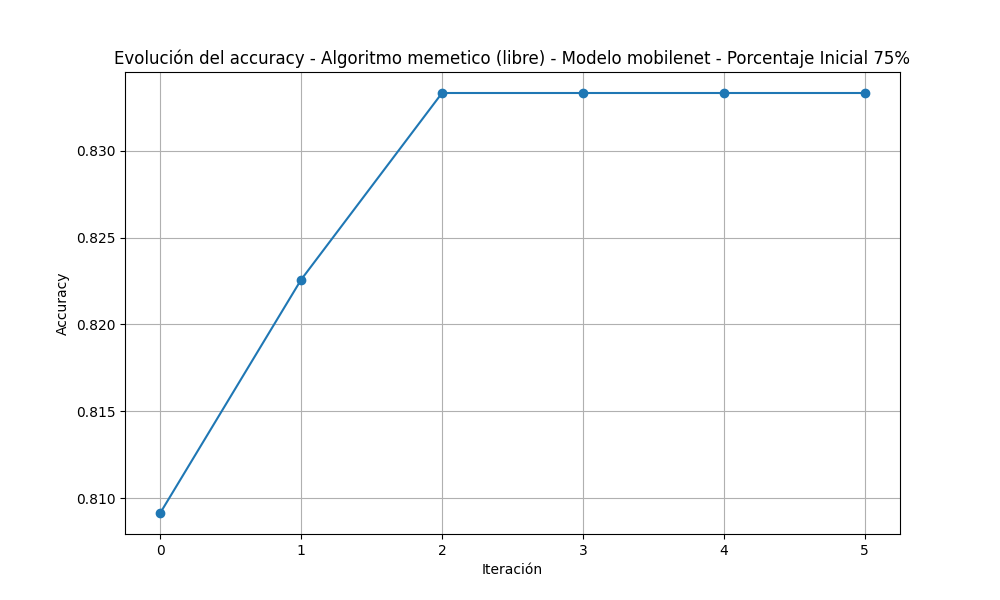 Evolución del accuracy - Algoritmo memetico (libre) - Modelo mobilenet - Porcentaje Inicial 75%
0.830
0.825
0.820
0.815
0.810
Accuracy
0 1 2 3 4 5
Iteración